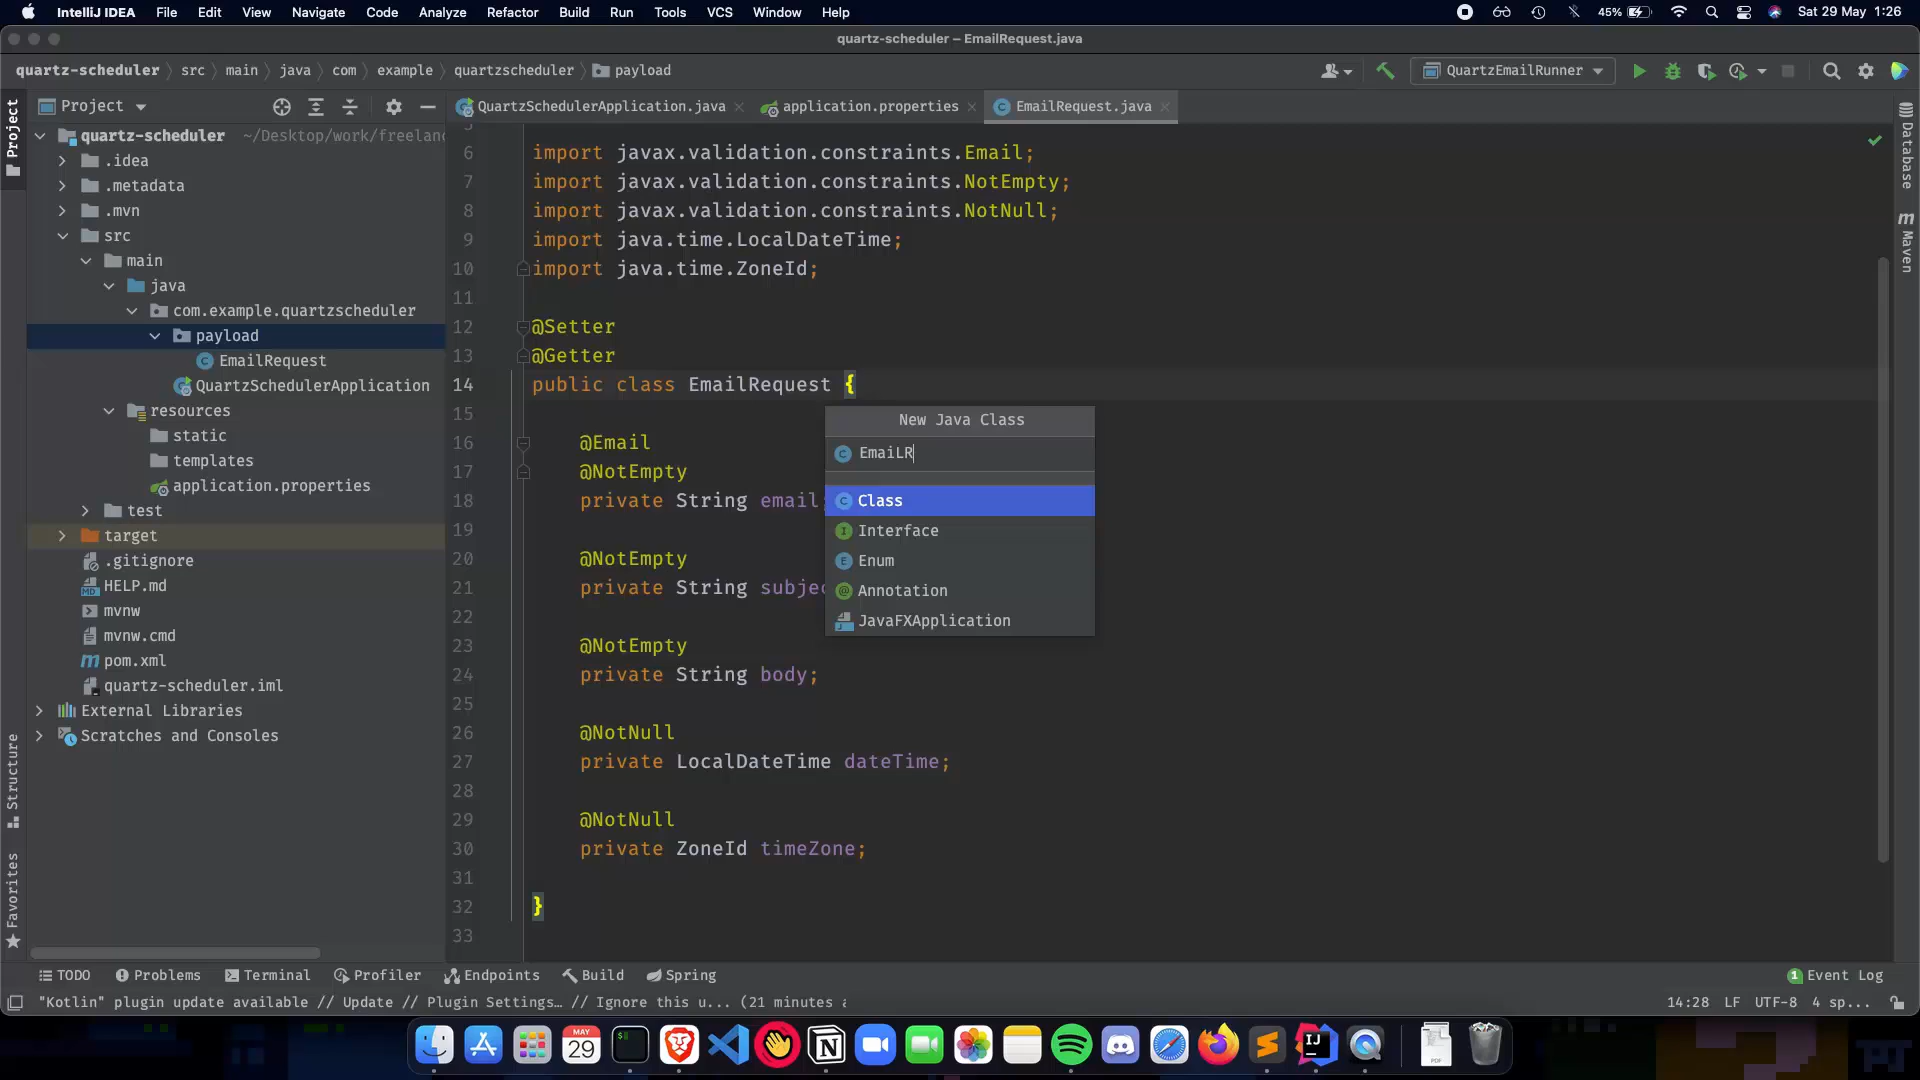 IntelliJ IDEA File Edit View Navigate Code Analyze Refactor Build Run Tools VCS Window Help 45% Sat 29 May 1:26
quartz-scheduler – EmailRequest.java
quartz-scheduler src main java com example quartzscheduler payload QuartzEmailRunner
Project QuartzSchedulerApplication.java application.properties EmailRequest.java
Project
Structure
Favorites
Database
Maven
quartz-scheduler ~/Desktop/work/freelanc
.idea
.metadata
.mvn
src
main
java
com.example.quartzscheduler
payload
EmailRequest
QuartzSchedulerApplication
resources
static
templates
application.properties
test
target
.gitignore
HELP.md
mvnw
mvnw.cmd
pom.xml
quartz-scheduler.iml
External Libraries
Scratches and Consoles
6 import javax.validation.constraints.Email;
7 import javax.validation.constraints.NotEmpty;
8 import javax.validation.constraints.NotNull;
9 import java.time.LocalDateTime;
10 import java.time.ZoneId;
11
12 @Setter
13 @Getter
14 public class EmailRequest {
15
16 @Email
17 @NotEmpty
18 private String email;
19
20 @NotEmpty
21 private String subjec
22
23 @NotEmpty
24 private String body;
25
26 @NotNull
27 private LocalDateTime dateTime;
28
29 @NotNull
30 private ZoneId timeZone;
31
32 }
33
New Java Class
EmaiLR
Class
Interface
Enum
Annotation
JavaFXApplication
TODO Problems Terminal Profiler Endpoints Build Spring 1 Event Log
"Kotlin" plugin update available // Update // Plugin Settings… // Ignore this u... (21 minutes a 14:28 LF UTF-8 4 sp...
MAY
29
IJ
PDF